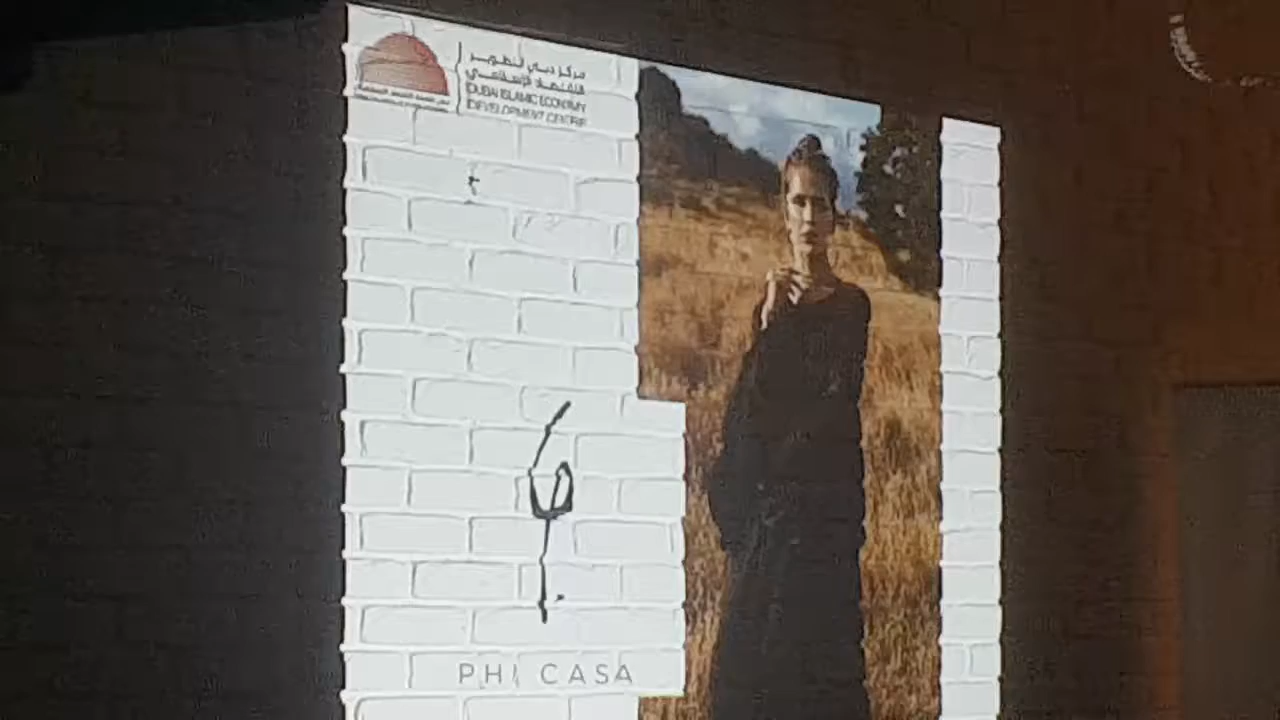 مركز دبي لتطوير
الاقتصاد الإسلامي
DUBAI ISLAMIC ECONOMY
DEVELOPMENT CENTRE
PHI CASA